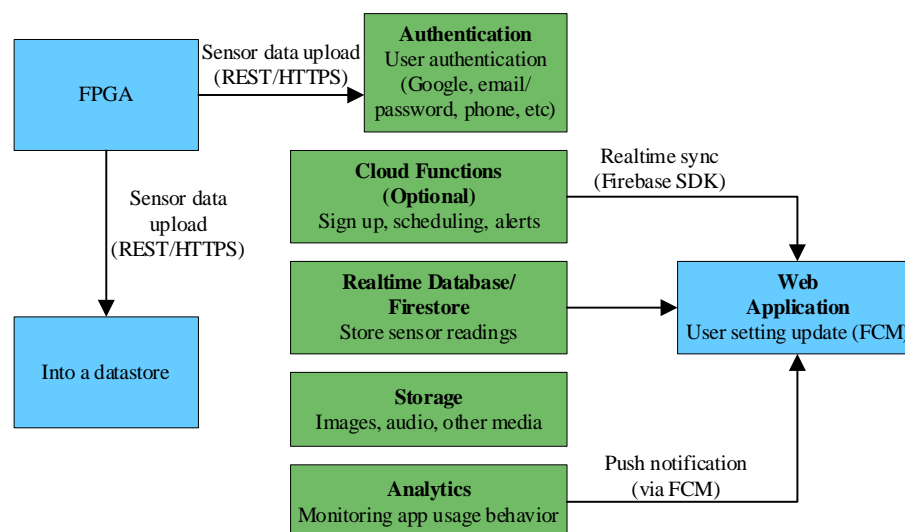 FPGA
Sensor data upload
(REST/HTTPS)
Authentication
User authentication
(Google, email/
password, phone, etc)
Sensor data
upload
(REST/HTTPS)
Into a datastore
Cloud Functions
(Optional)
Sign up, scheduling, alerts
Realtime sync
(Firebase SDK)
Realtime Database/
Firestore
Store sensor readings
Web
Application
User setting update (FCM)
Storage
Images, audio, other media
Analytics
Monitoring app usage behavior
Push notification
(via FCM)